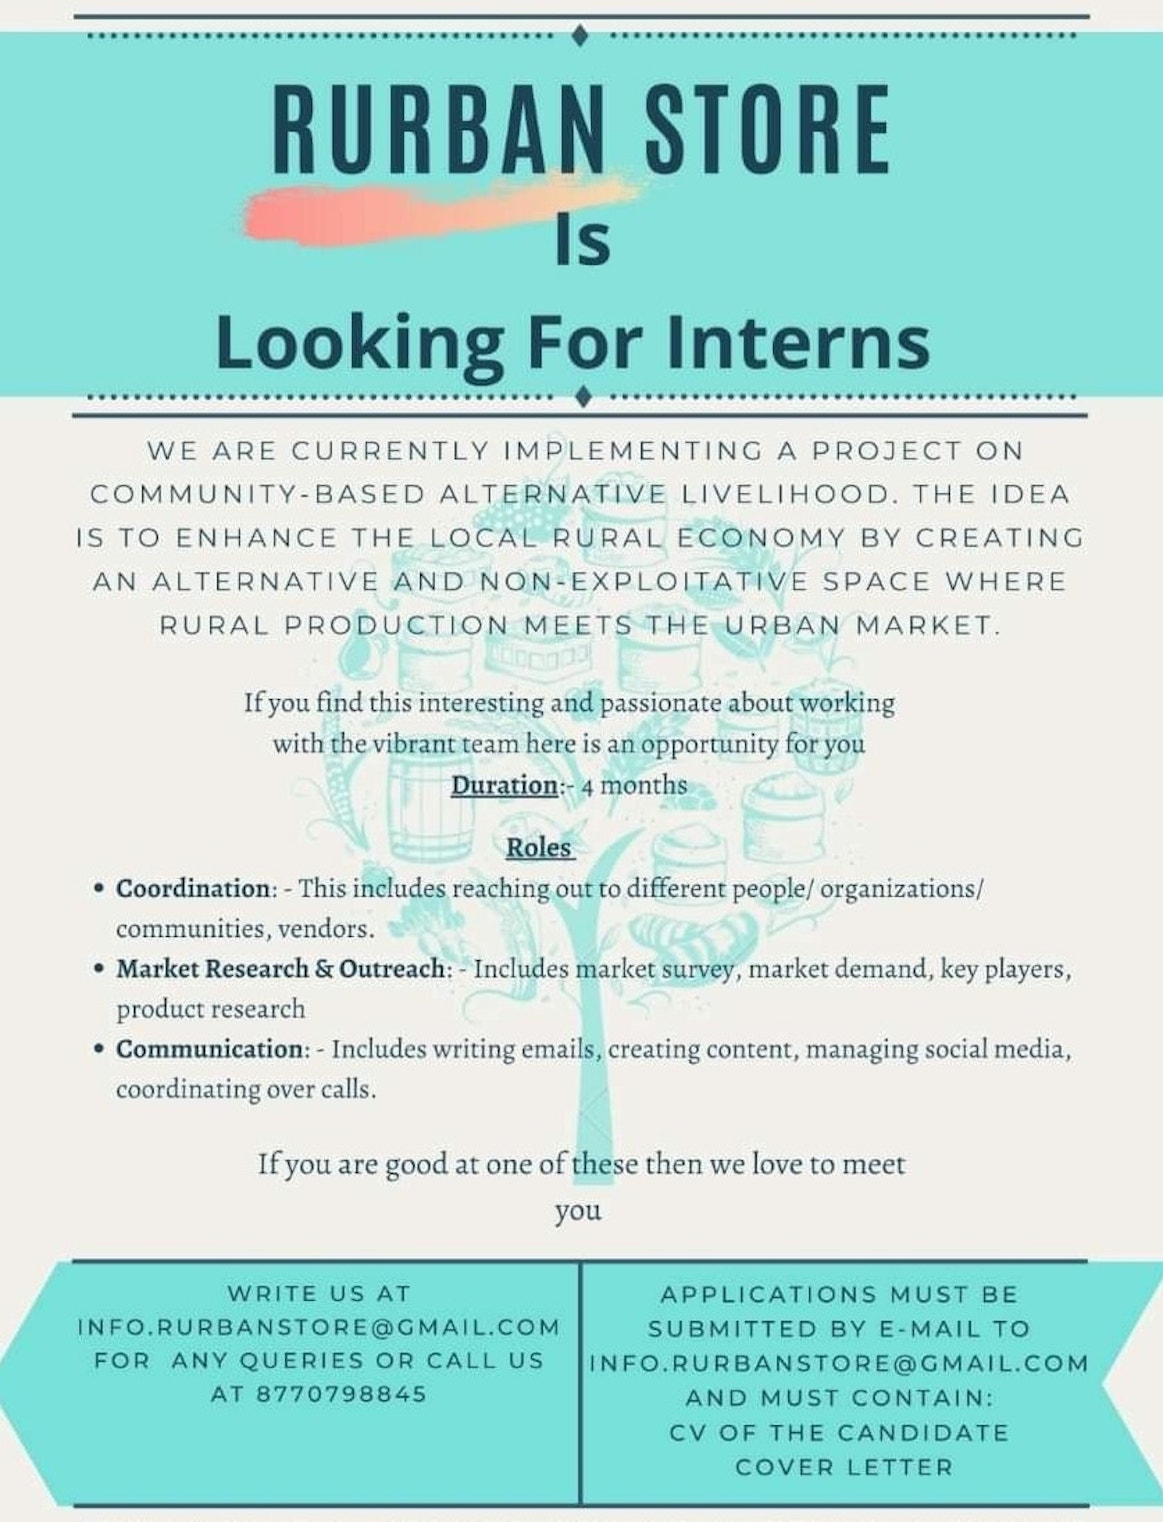 RURBAN STORE
Is
Looking For Interns
WE ARE CURRENTLY IMPLEMENTING A PROJECT ON
COMMUNITY-BASED ALTERNATIVE LIVELIHOOD. THE IDEA
IS TO ENHANCE THE LOCAL RURAL ECONOMY BY CREATING
AN ALTERNATIVE AND NON-EXPLOITATIVE SPACE WHERE
RURAL PRODUCTION MEETS THE URBAN MARKET.
If you find this interesting and passionate about working
with the vibrant team here is an opportunity for you
Duration:- 4 months
Roles
• Coordination: - This includes reaching out to different people/ organizations/
communities, vendors.
• Market Research & Outreach: - Includes market survey, market demand, key players,
product research
• Communication: - Includes writing emails, creating content, managing social media,
coordinating over calls.
If you are good at one of these then we love to meet
you
WRITE US AT
INFO.RURBANSTORE@GMAIL.COM
FOR ANY QUERIES OR CALL US
AT 8770798845
APPLICATIONS MUST BE
SUBMITTED BY E-MAIL TO
INFO.RURBANSTORE@GMAIL.COM
AND MUST CONTAIN:
CV OF THE CANDIDATE
COVER LETTER